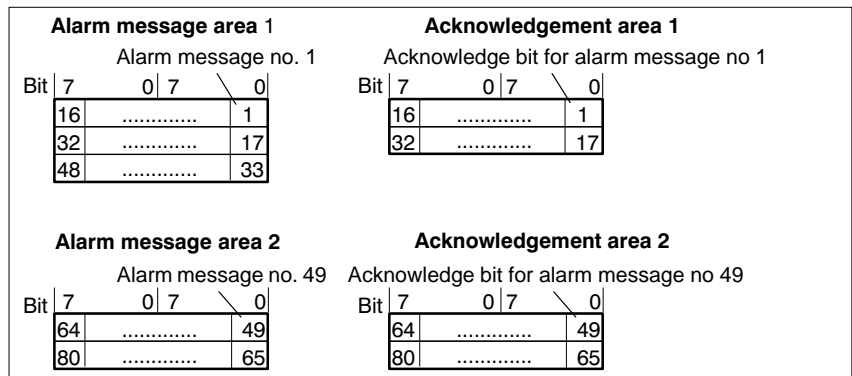 Alarm message area 1 Acknowledgement area 1
Alarm message no. 1 Acknowledge bit for alarm message no 1
Bit 7 0 7 0 Bit 7 0 7 0
16 ............. 1 16 ............. 1
32 ............. 17 32 ............. 17
48 ............. 33
Alarm message area 2 Acknowledgement area 2
Alarm message no. 49 Acknowledge bit for alarm message no 49
Bit 7 0 7 0 Bit 7 0 7 0
64 ............. 49 64 ............. 49
80 ............. 65 80 ............. 65